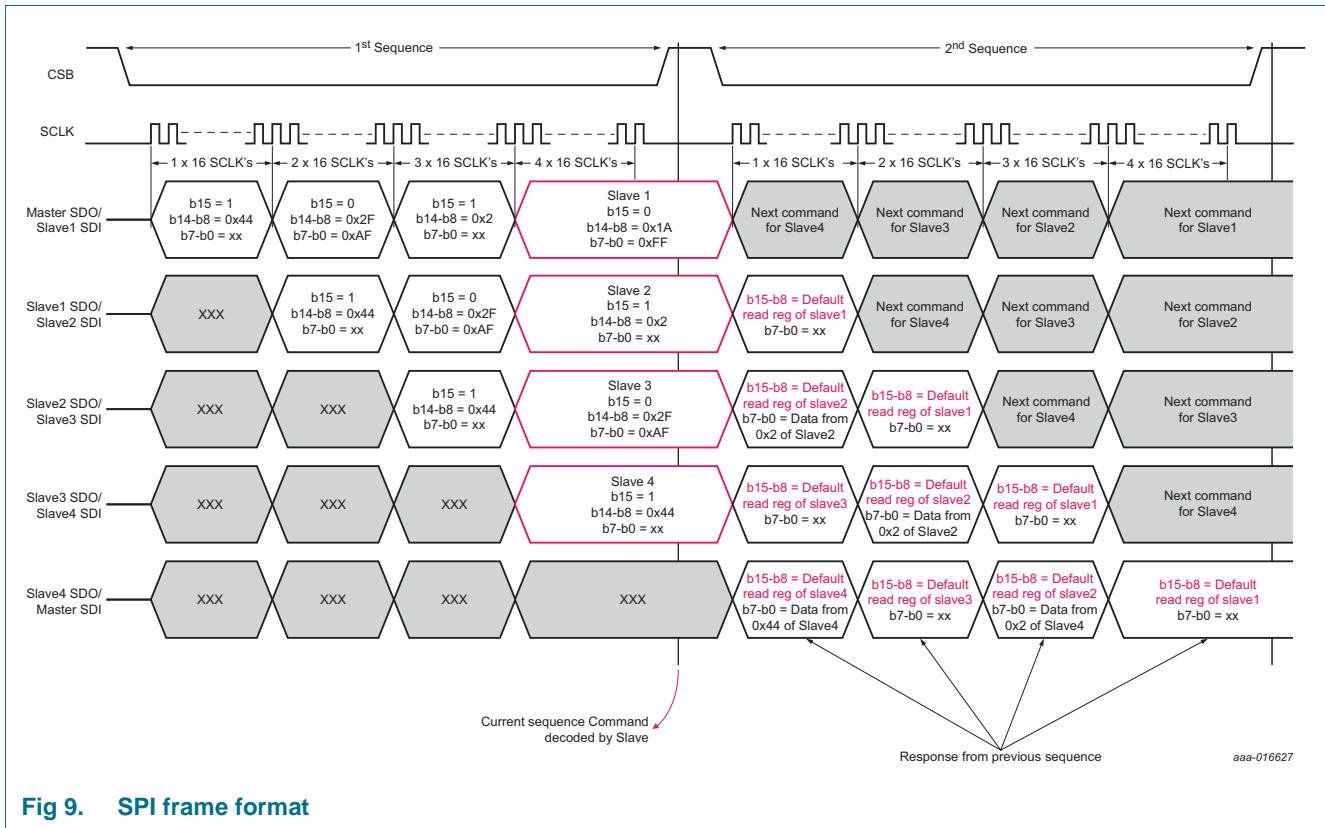 1st Sequence
2nd Sequence
CSB
SCLK
1 x 16 SCLK's
2 x 16 SCLK's
3 x 16 SCLK's
4 x 16 SCLK's
1 x 16 SCLK's
2 x 16 SCLK's
3 x 16 SCLK's
4 x 16 SCLK's
Master SDO/
Slave1 SDI
b15 = 1
b14-b8 = 0x44
b7-b0 = xx
b15 = 0
b14-b8 = 0x2F
b7-b0 = 0xAF
b15 = 1
b14-b8 = 0x2
b7-b0 = xx
Slave 1
b15 = 0
b14-b8 = 0x1A
b7-b0 = 0xFF
Next command
for Slave4
Next command
for Slave3
Next command
for Slave2
Next command
for Slave1
Slave1 SDO/
Slave2 SDI
XXX
b15 = 1
b14-b8 = 0x44
b7-b0 = xx
b15 = 0
b14-b8 = 0x2F
b7-b0 = 0xAF
Slave 2
b15 = 1
b14-b8 = 0x2
b7-b0 = xx
b15-b8 = Default
read reg of slave1
b7-b0 = xx
Next command
for Slave4
Next command
for Slave3
Next command
for Slave2
Slave2 SDO/
Slave3 SDI
XXX
XXX
b15 = 1
b14-b8 = 0x44
b7-b0 = xx
Slave 3
b15 = 0
b14-b8 = 0x2F
b7-b0 = 0xAF
b15-b8 = Default
read reg of slave2
b7-b0 = Data from
0x2 of Slave2
b15-b8 = Default
read reg of slave1
b7-b0 = xx
Next command
for Slave4
Next command
for Slave3
Slave3 SDO/
Slave4 SDI
XXX
XXX
XXX
Slave 4
b15 = 1
b14-b8 = 0x44
b7-b0 = xx
b15-b8 = Default
read reg of slave3
b7-b0 = xx
b15-b8 = Default
read reg of slave2
b7-b0 = Data from
0x2 of Slave2
b15-b8 = Default
read reg of slave1
b7-b0 = xx
Next command
for Slave4
Slave4 SDO/
Master SDI
XXX
XXX
XXX
XXX
b15-b8 = Default
read reg of slave4
b7-b0 = Data from
0x44 of Slave4
b15-b8 = Default
read reg of slave3
b7-b0 = xx
b15-b8 = Default
read reg of slave2
b7-b0 = Data from
0x2 of Slave4
b15-b8 = Default
read reg of slave1
b7-b0 = xx
Current sequence Command
decoded by Slave
Response from previous sequence
aaa-016627
Fig 9. SPI frame format